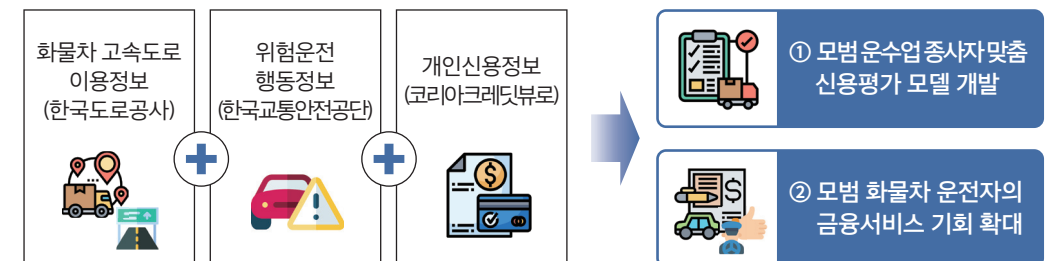 화물차 고속도로
이용정보
(한국도로공사)
위험운전
행동정보
(한국교통안전공단)
개인신용정보
(코리아크레딧뷰로)
① 모범 운수업 종사자 맞춤
신용평가 모델 개발
② 모범 화물차 운전자의
금융서비스 기회 확대